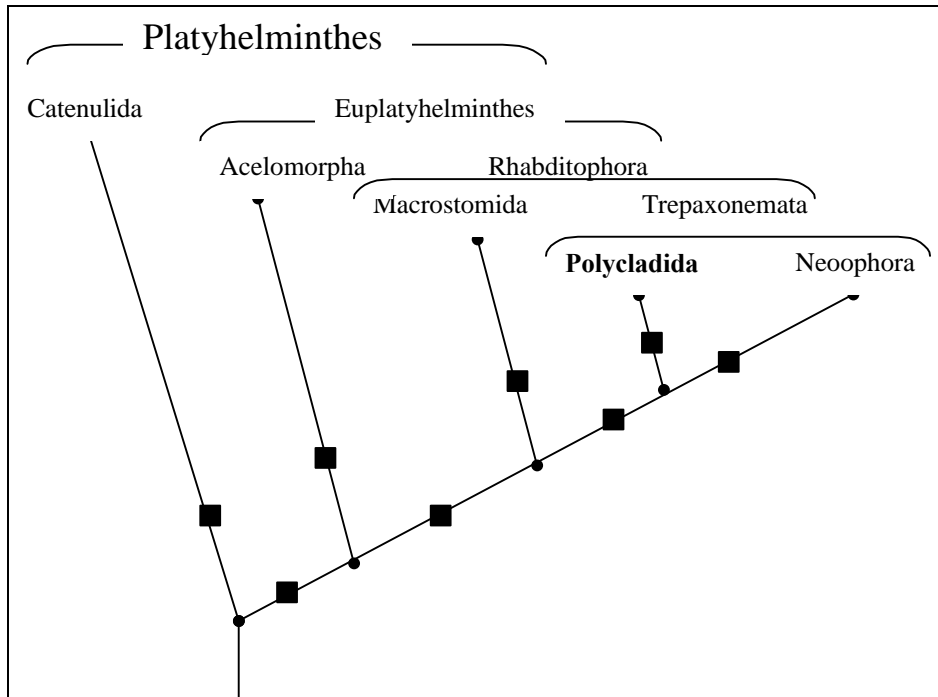 Platyhelminthes
Catenulida
Euplatyhelminthes
Acelomorpha
Rhabditophora
Macrostomida
Trepaxonemata
Polycladida
Neoophora